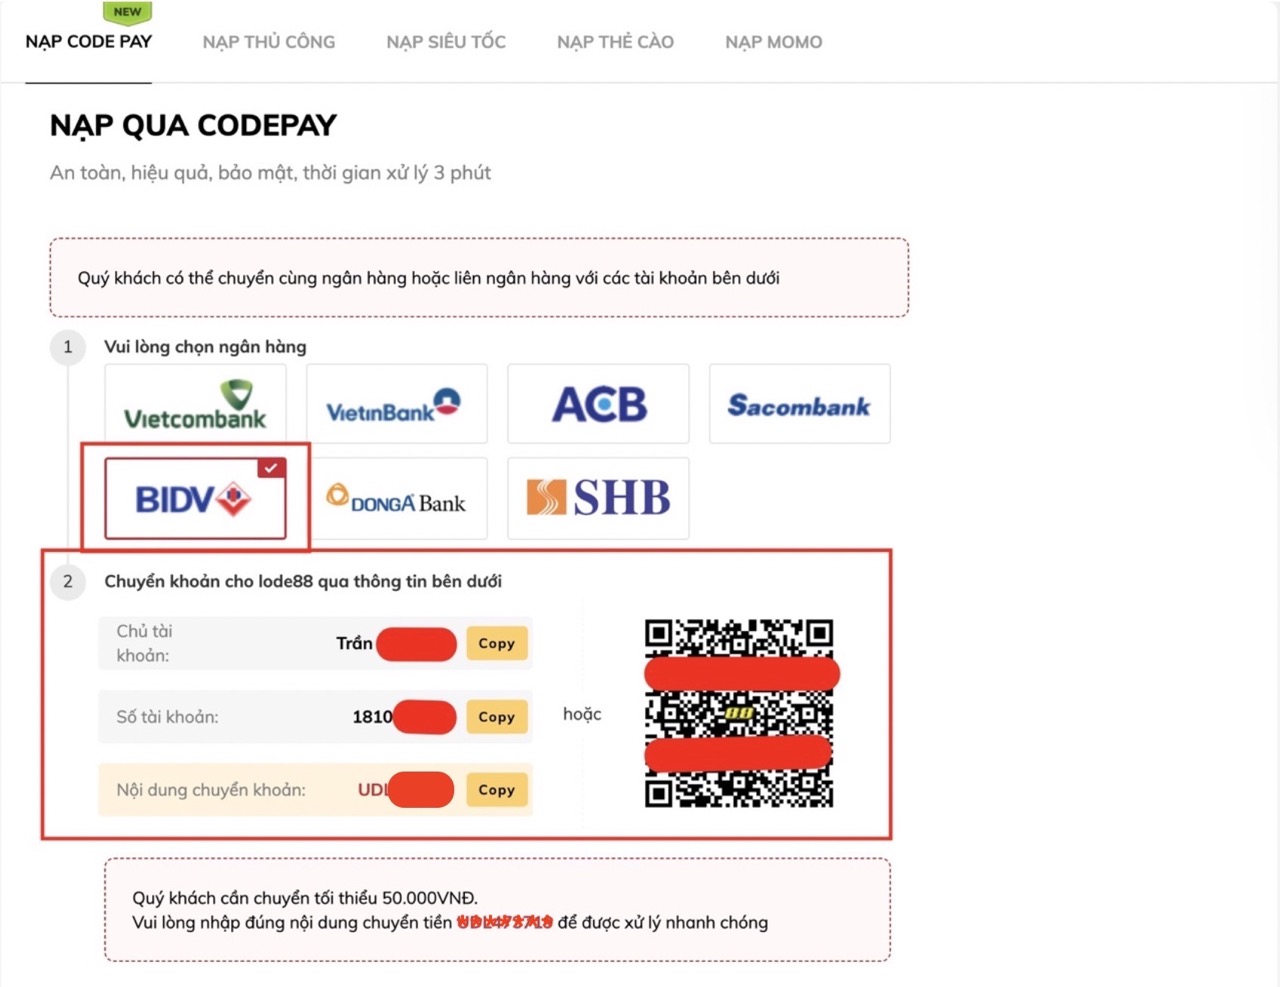 NEW
NẠP CODE PAY
NẠP THỦ CÔNG
NẠP SIÊU TỐC
NẠP THẺ CÀO
NẠP MOMO
NẠP QUA CODEPAY
An toàn, hiệu quả, bảo mật, thời gian xử lý 3 phút
Quý khách có thể chuyển cùng ngân hàng hoặc liên ngân hàng với các tài khoản bên dưới
1 Vui lòng chọn ngân hàng
Vietcombank
VietinBank
ACB
Sacombank
BIDV
DONGA Bank
SHB
2 Chuyển khoản cho lode88 qua thông tin bên dưới
Chủ tài
khoản:
Trần
Copy
Số tài khoản:
1810
Copy
Nội dung chuyển khoản:
UDL
Copy
hoặc
88
Quý khách cần chuyển tối thiểu 50.000VNĐ.
Vui lòng nhập đúng nội dung chuyển tiền để được xử lý nhanh chóng